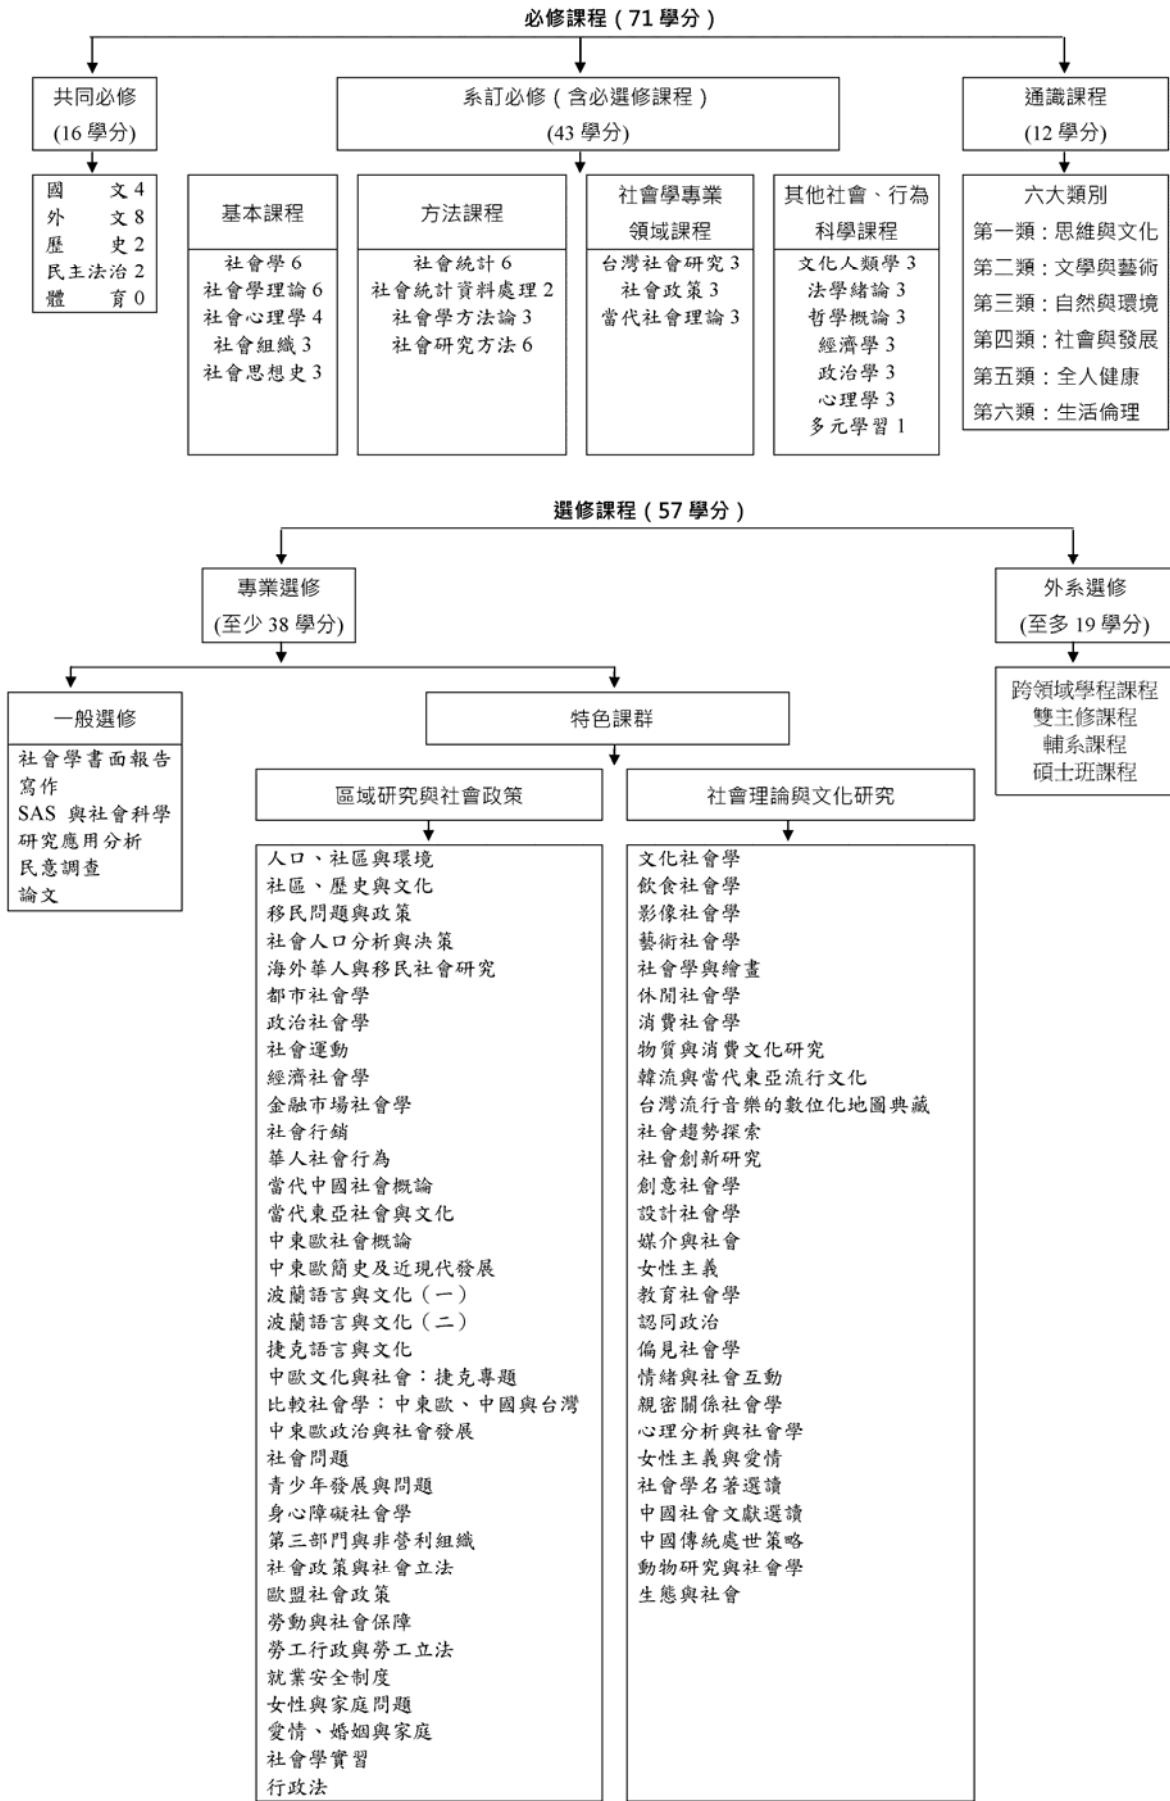 必修課程（71 學分）
共同必修
(16 學分)
系訂必修（含必選修課程）
(43 學分)
通識課程
(12 學分)
國文 4
外文 8
歷史 2
民主法治 2
體育 0
基本課程
社會學 6
社會學理論 6
社會心理學 4
社會組織 3
社會思想史 3
方法課程
社會統計 6
社會統計資料處理 2
社會學方法論 3
社會研究方法 6
社會學專業
領域課程
台灣社會研究 3
社會政策 3
當代社會理論 3
其他社會、行為
科學課程
文化人類學 3
法學緒論 3
哲學概論 3
經濟學 3
政治學 3
心理學 3
多元學習 1
六大類別
第一類：思維與文化
第二類：文學與藝術
第三類：自然與環境
第四類：社會與發展
第五類：全人健康
第六類：生活倫理
選修課程（57 學分）
專業選修
(至少 38 學分)
外系選修
(至多 19 學分)
一般選修
社會學書面報告
寫作
SAS 與社會科學
研究應用分析
民意調查
論文
特色課群
跨領域學程課程
雙主修課程
輔系課程
碩士班課程
區域研究與社會政策
人口、社區與環境
社區、歷史與文化
移民問題與政策
社會人口分析與決策
海外華人與移民社會研究
都市社會學
政治社會學
社會運動
經濟社會學
金融市場社會學
社會行銷
華人社會行為
當代中國社會概論
當代東亞社會與文化
中東歐社會概論
中東歐簡史及近現代發展
波蘭語言與文化（一）
波蘭語言與文化（二）
捷克語言與文化
中歐文化與社會：捷克專題
比較社會學：中東歐、中國與台灣
中東歐政治與社會發展
社會問題
青少年發展與問題
身心障礙社會學
第三部門與非營利組織
社會政策與社會立法
歐盟社會政策
勞動與社會保障
勞工行政與勞工立法
就業安全制度
女性與家庭問題
愛情、婚姻與家庭
社會學實習
行政法
社會理論與文化研究
文化社會學
飲食社會學
影像社會學
藝術社會學
社會學與繪畫
休閒社會學
消費社會學
物質與消費文化研究
韓流與當代東亞流行文化
台灣流行音樂的數位化地圖典藏
社會趨勢探索
社會創新研究
創意社會學
設計社會學
媒介與社會
女性主義
教育社會學
認同政治
偏見社會學
情緒與社會互動
親密關係社會學
心理分析與社會學
女性主義與愛情
社會學名著選讀
中國社會文獻選讀
中國傳統處世策略
動物研究與社會學
生態與社會